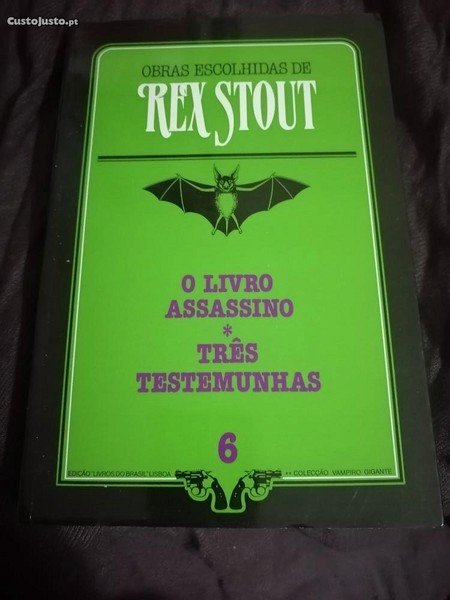 CustoJusto.pt
OBRAS ESCOLHIDAS DE
REX STOUT
O LIVRO
ASSASSINO
*
TRÊS
TESTEMUNHAS
6
EDIÇÃO "LIVROS DO BRASIL" LISBOA
** COLECÇÃO VAMPIRO GIGANTE